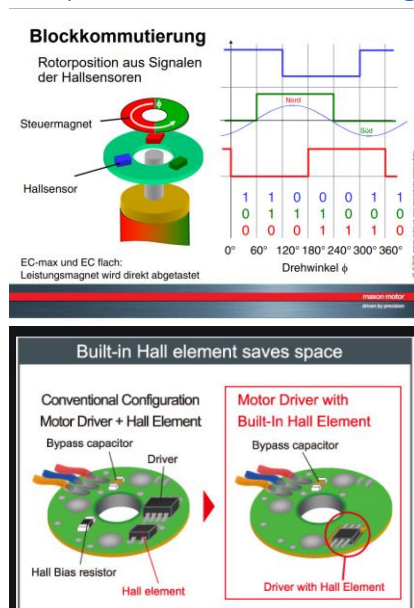 Blockkommutierung
Rotorposition aus Signalen
der Hallsensoren
Steuermagnet
ϕ
Hallsensor
Nord
Süd
1 1 0 0 0 1 1
0 1 1 1 0 0 0
0 0 0 1 1 1 0
0° 60° 120° 180° 240° 300° 360°
Drehwinkel ϕ
EC-max und EC flach:
Leistungsmagnet wird direkt abgetastet
maxon motor
driven by precision
Built-in Hall element saves space
Conventional Configuration
Motor Driver + Hall Element
Bypass capacitor
Driver
Hall Bias resistor
Hall element
Motor Driver with
Built-In Hall Element
Bypass capacitor
Driver with Hall Element